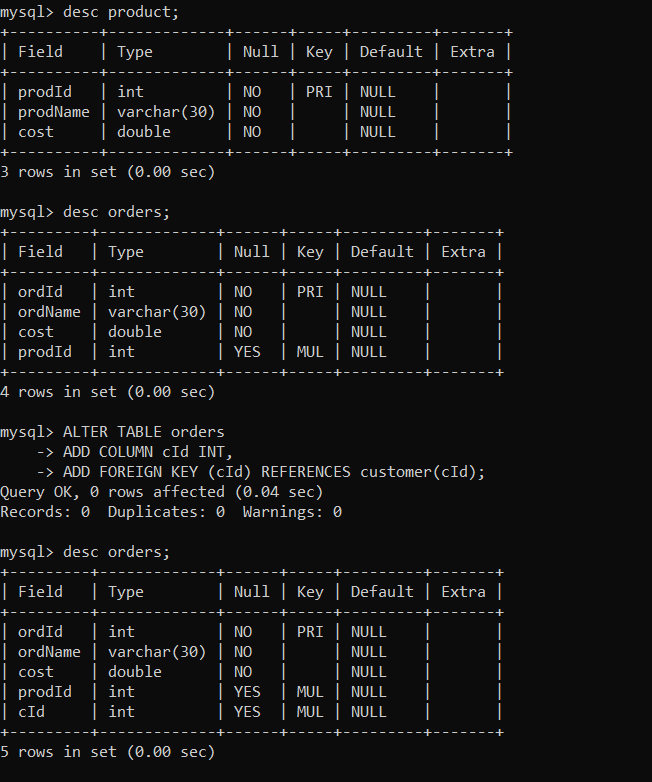 mysql> desc product;
+----------+-------------+------+-----+---------+-------+
| Field    | Type        | Null | Key | Default | Extra |
+----------+-------------+------+-----+---------+-------+
| prodId   | int         | NO   | PRI | NULL    |       |
| prodName | varchar(30) | NO   |     | NULL    |       |
| cost     | double      | NO   |     | NULL    |       |
+----------+-------------+------+-----+---------+-------+
3 rows in set (0.00 sec)

mysql> desc orders;
+---------+-------------+------+-----+---------+-------+
| Field   | Type        | Null | Key | Default | Extra |
+---------+-------------+------+-----+---------+-------+
| ordId   | int         | NO   | PRI | NULL    |       |
| ordName | varchar(30) | NO   |     | NULL    |       |
| cost    | double      | NO   |     | NULL    |       |
| prodId  | int         | YES  | MUL | NULL    |       |
+---------+-------------+------+-----+---------+-------+
4 rows in set (0.00 sec)

mysql> ALTER TABLE orders
    -> ADD COLUMN cId INT,
    -> ADD FOREIGN KEY (cId) REFERENCES customer(cId);
Query OK, 0 rows affected (0.04 sec)
Records: 0  Duplicates: 0  Warnings: 0

mysql> desc orders;
+---------+-------------+------+-----+---------+-------+
| Field   | Type        | Null | Key | Default | Extra |
+---------+-------------+------+-----+---------+-------+
| ordId   | int         | NO   | PRI | NULL    |       |
| ordName | varchar(30) | NO   |     | NULL    |       |
| cost    | double      | NO   |     | NULL    |       |
| prodId  | int         | YES  | MUL | NULL    |       |
| cId     | int         | YES  | MUL | NULL    |       |
+---------+-------------+------+-----+---------+-------+
5 rows in set (0.00 sec)